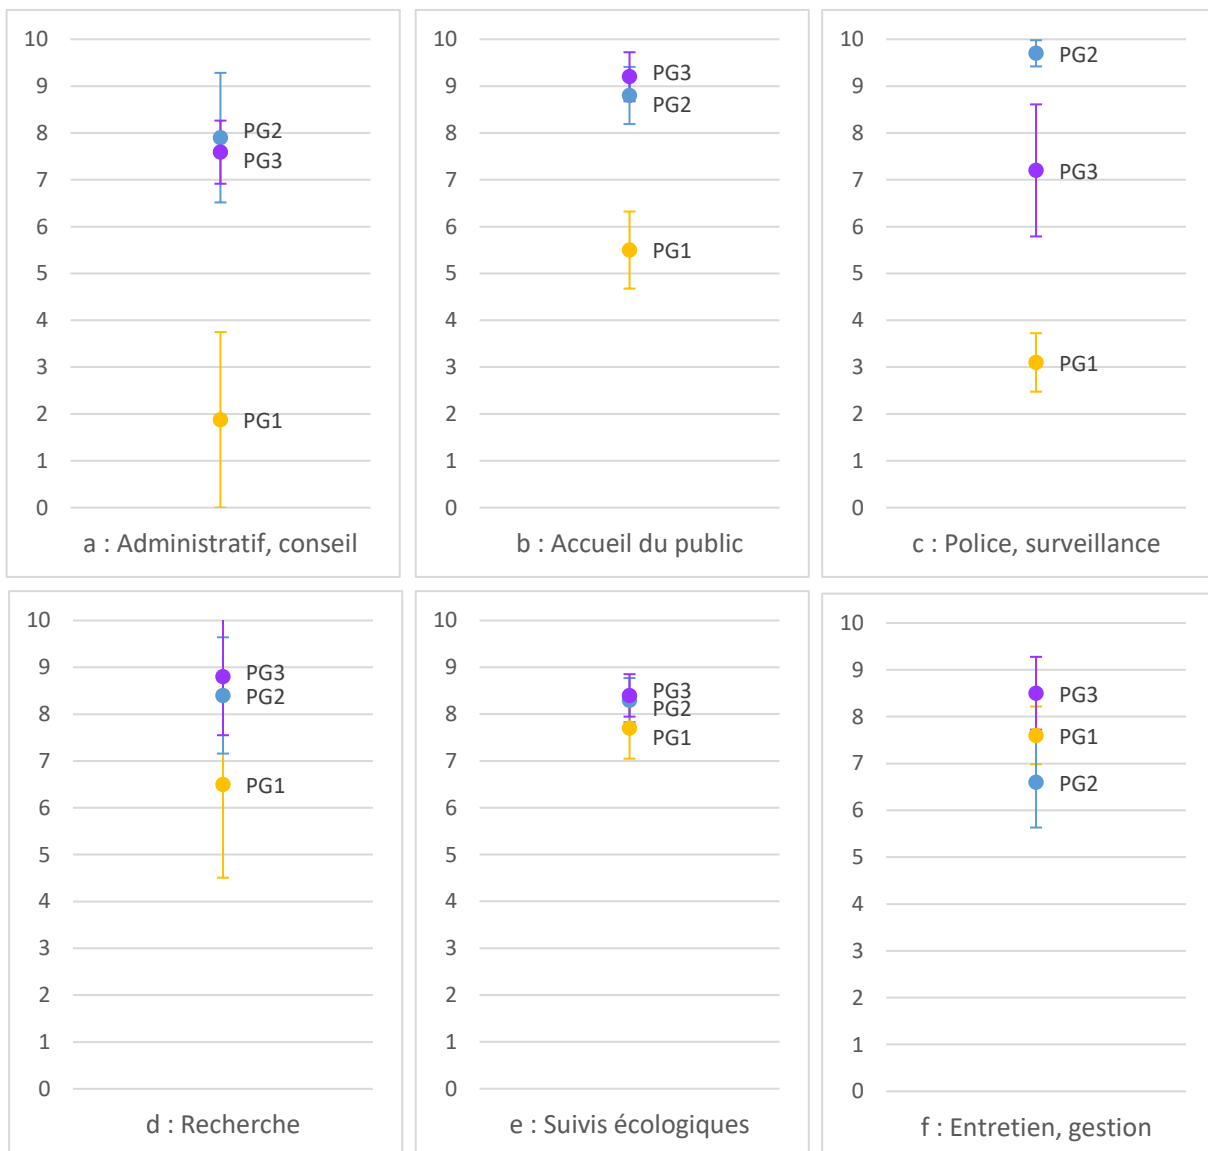 10
9
8
7
6
5
4
3
2
1
0
PG2
PG3
PG1
a : Administratif, conseil
10
9
8
7
6
5
4
3
2
1
0
PG3
PG2
PG1
b : Accueil du public
10
9
8
7
6
5
4
3
2
1
0
PG2
PG3
PG1
c : Police, surveillance
10
9
8
7
6
5
4
3
2
1
0
PG3
PG2
PG1
d : Recherche
10
9
8
7
6
5
4
3
2
1
0
PG3
PG2
PG1
e : Suivis écologiques
10
9
8
7
6
5
4
3
2
1
0
PG3
PG1
PG2
f : Entretien, gestion